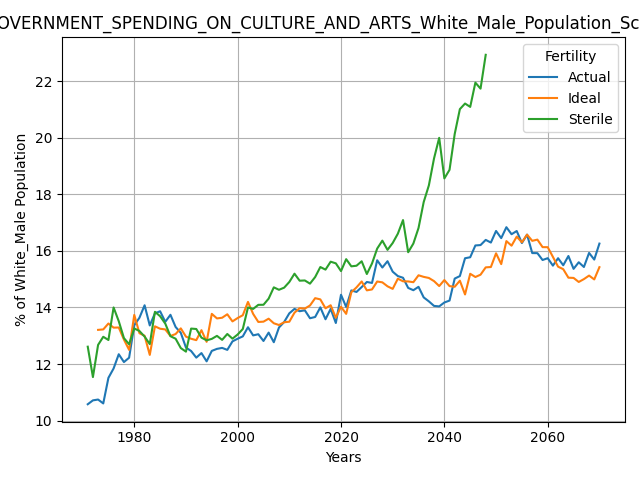 OVERNMENT_SPENDING_ON_CULTURE_AND_ARTS_White_Male_Population_Sc
Fertility
Actual
Ideal
Sterile
% of White_Male Population
22
20
18
16
14
12
10
1980 2000 2020 2040 2060
Years